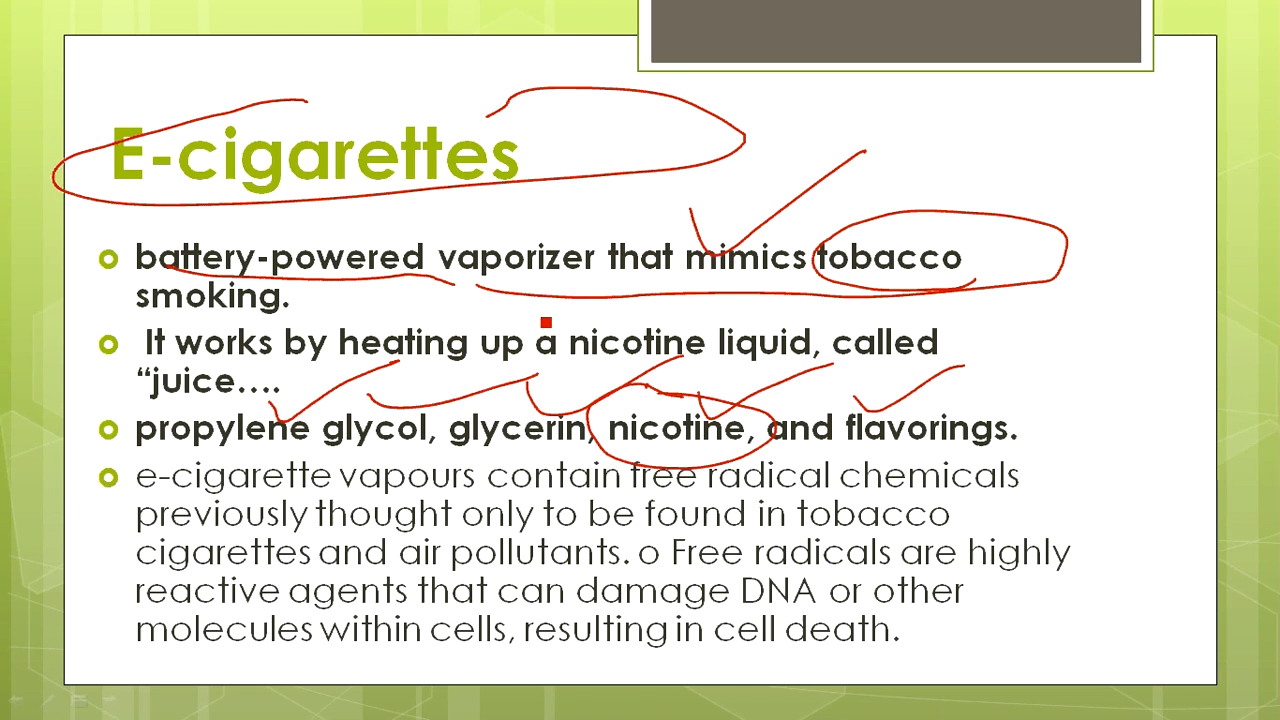 E-cigarettes
battery-powered vaporizer that mimics tobacco
smoking.
It works by heating up a nicotine liquid, called
“juice….
propylene glycol, glycerin, nicotine, and flavorings.
e-cigarette vapours contain free radical chemicals
previously thought only to be found in tobacco
cigarettes and air pollutants. o Free radicals are highly
reactive agents that can damage DNA or other
molecules within cells, resulting in cell death.